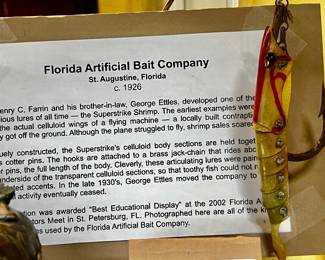 Florida Artificial Bait Company
St. Augustine, Florida
c. 1926
enry C. Farrin and his brother-in-law, George Ettles, developed one of the
ious lures of all time — the Superstrike Shrimp. The earliest examples were
the actual celluloid wings of a flying machine — a locally built contrapti
y got off the ground. Although the plane struggled to fly, shrimp sales soared
uely constructed, the Superstrike's celluloid body sections are held toget
s cotter pins. The hooks are attached to a brass jack-chain that rides abo
r pins, the full length of the body. Cleverly, these articulating lures were pain
underside of the transparent celluloid sections, so that toothy fish could not r
ated accents. In the late 1930's, George Ettles moved the company to
activity eventually ceased.
tion was awarded "Best Educational Display" at the 2002 Florida A
ctors Meet in St. Petersburg, FL. Photographed here are all of the kn
es used by the Florida Artificial Bait Company.